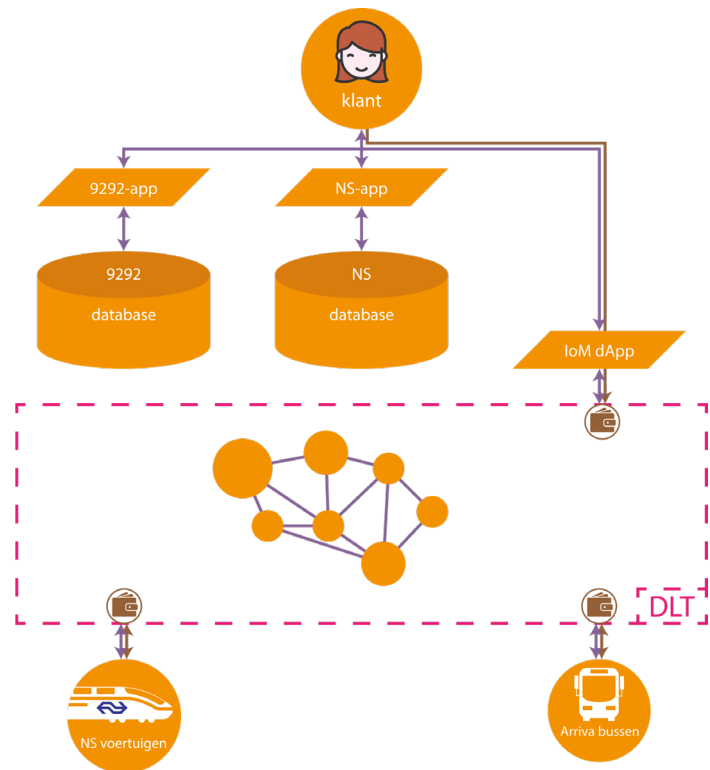 klant
9292-app
NS-app
9292
database
NS
database
IoM dApp
DLT
NS voertuigen
Arriva bussen